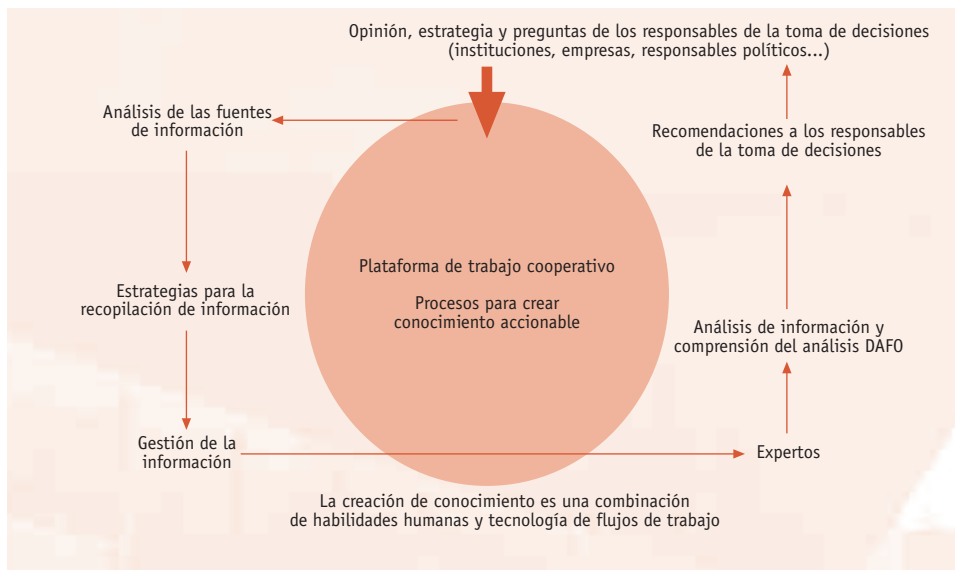 Opinión, estrategia y preguntas de los responsables de la toma de decisiones
(instituciones, empresas, responsables políticos...)
Análisis de las fuentes
de información
Recomendaciones a los responsables
de la toma de decisiones
Plataforma de trabajo cooperativo
Procesos para crear
conocimiento accionable
Estrategias para la
recopilación de información
Análisis de información y
comprensión del análisis DAFO
Gestión de la
información
Expertos
La creación de conocimiento es una combinación
de habilidades humanas y tecnología de flujos de trabajo